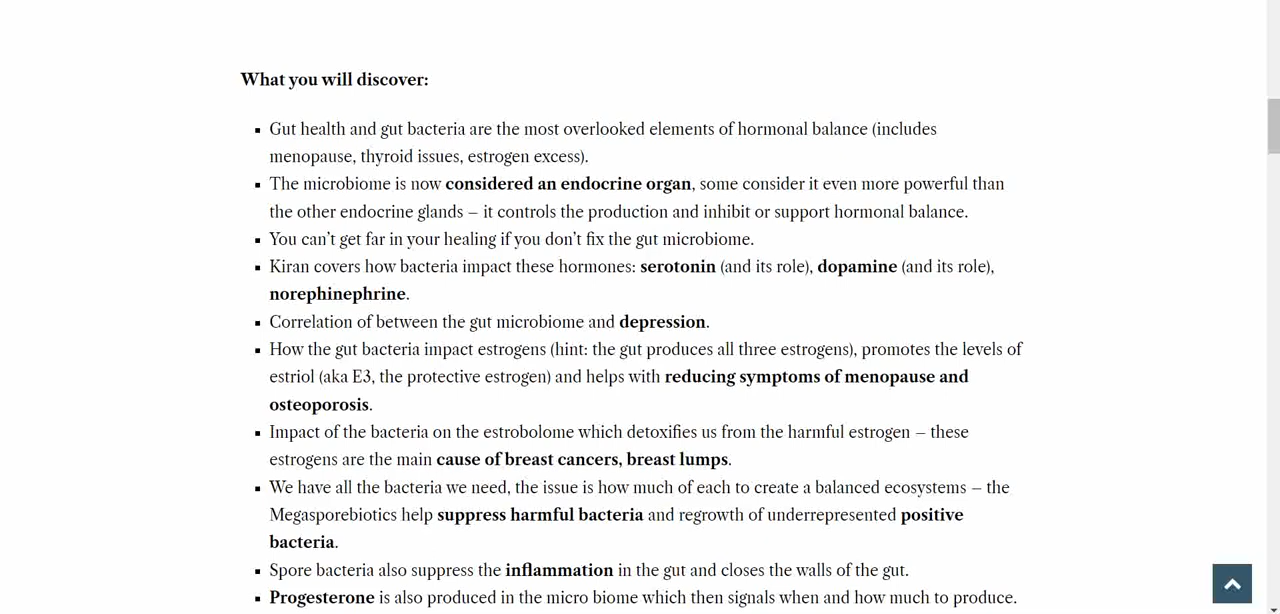 What you will discover:
▪ Gut health and gut bacteria are the most overlooked elements of hormonal balance (includes
menopause, thyroid issues, estrogen excess).
▪ The microbiome is now considered an endocrine organ, some consider it even more powerful than
the other endocrine glands – it controls the production and inhibit or support hormonal balance.
▪ You can’t get far in your healing if you don’t fix the gut microbiome.
▪ Kiran covers how bacteria impact these hormones: serotonin (and its role), dopamine (and its role),
norephinephrine.
▪ Correlation of between the gut microbiome and depression.
▪ How the gut bacteria impact estrogens (hint: the gut produces all three estrogens), promotes the levels of
estriol (aka E3, the protective estrogen) and helps with reducing symptoms of menopause and
osteoporosis.
▪ Impact of the bacteria on the estrobolome which detoxifies us from the harmful estrogen – these
estrogens are the main cause of breast cancers, breast lumps.
▪ We have all the bacteria we need, the issue is how much of each to create a balanced ecosystems – the
Megasporebiotics help suppress harmful bacteria and regrowth of underrepresented positive
bacteria.
▪ Spore bacteria also suppress the inflammation in the gut and closes the walls of the gut.
▪ Progesterone is also produced in the micro biome which then signals when and how much to produce.